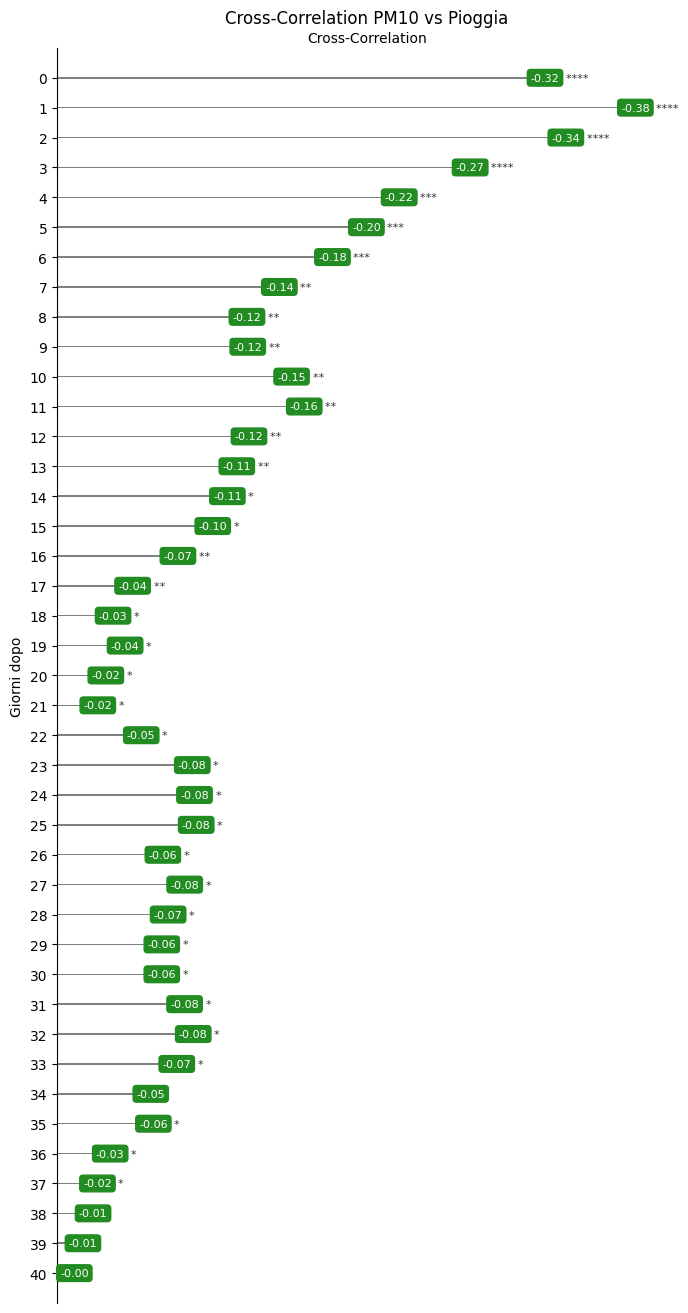 Cross-Correlation PM10 vs Pioggia
Cross-Correlation
Giorni dopo
0 -0.32 ****
1 -0.38 ****
2 -0.34 ****
3 -0.27 ****
4 -0.22 ***
5 -0.20 ***
6 -0.18 ***
7 -0.14 **
8 -0.12 **
9 -0.12 **
10 -0.15 **
11 -0.16 **
12 -0.12 **
13 -0.11 **
14 -0.11 *
15 -0.10 *
16 -0.07 **
17 -0.04 **
18 -0.03 *
19 -0.04 *
20 -0.02 *
21 -0.02 *
22 -0.05 *
23 -0.08 *
24 -0.08 *
25 -0.08 *
26 -0.06 *
27 -0.08 *
28 -0.07 *
29 -0.06 *
30 -0.06 *
31 -0.08 *
32 -0.08 *
33 -0.07 *
34 -0.05
35 -0.06 *
36 -0.03 *
37 -0.02 *
38 -0.01
39 -0.01
40 -0.00